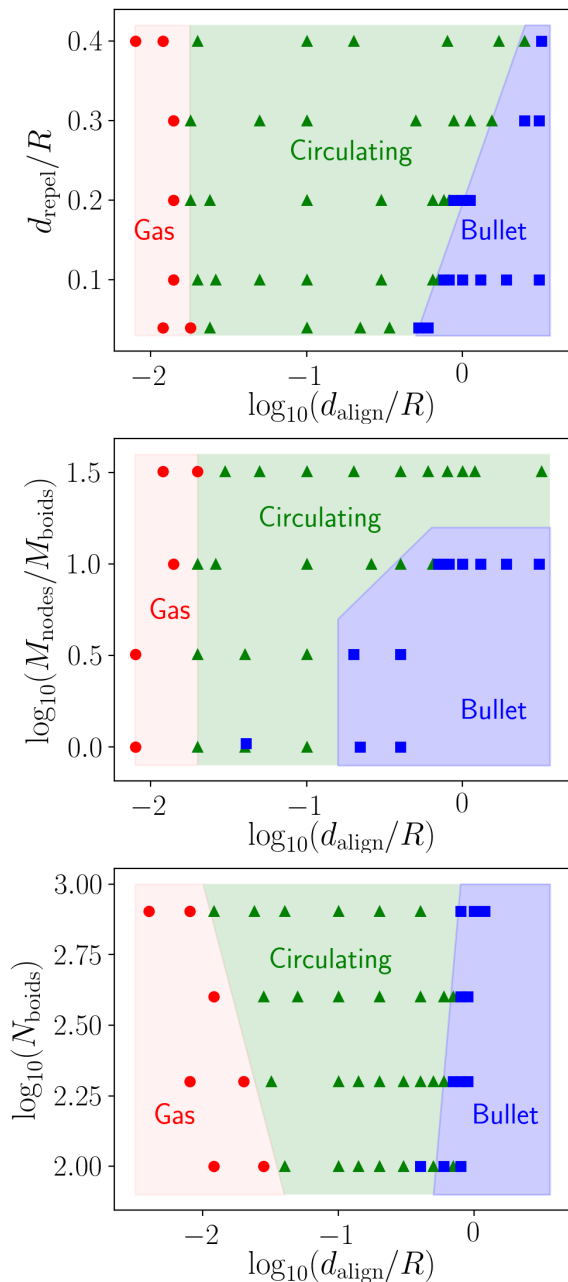 0.4
0.3
0.2
0.1
d_repel/R
Circulating
Gas
Bullet
−2
−1
0
log₁₀(d_align/R)
1.5
1.0
0.5
0.0
log₁₀(M_nodes/M_boids)
Circulating
Gas
Bullet
−2
−1
0
log₁₀(d_align/R)
3.00
2.75
2.50
2.25
2.00
log₁₀(N_boids)
Circulating
Gas
Bullet
−2
−1
0
log₁₀(d_align/R)